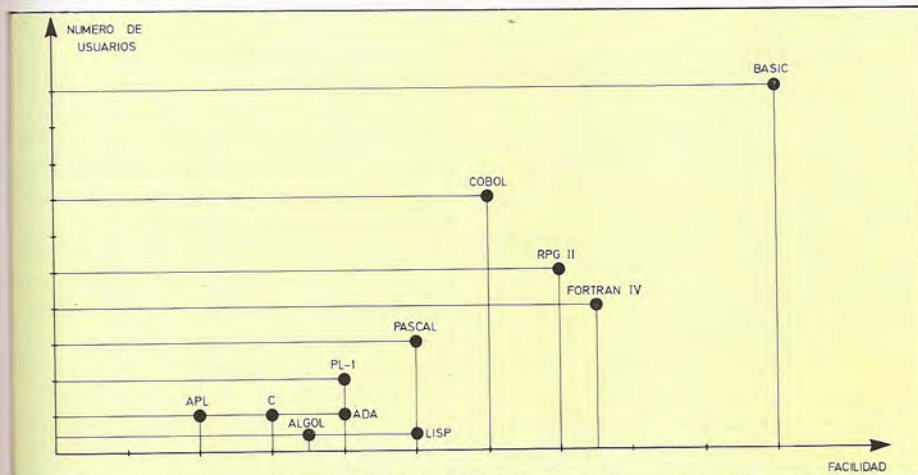 NUMERO DE
USUARIOS
BASIC
COBOL
RPG II
FORTRAN IV
PASCAL
PL-1
APL
C
ADA
ALGOL
LISP
FACILIDAD